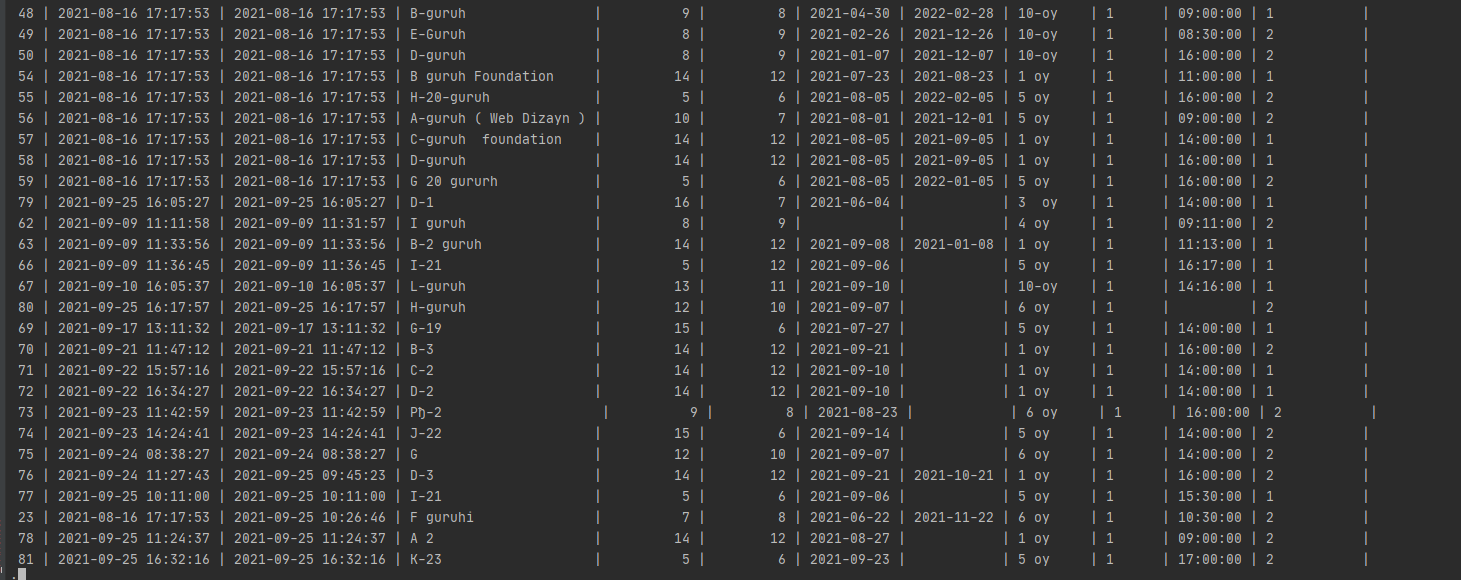 48 | 2021-08-16 17:17:53 | 2021-08-16 17:17:53 | B-guruh | 9 | 8 | 2021-04-30 | 2022-02-28 | 10-oy | 1 | 09:00:00 | 1 |
49 | 2021-08-16 17:17:53 | 2021-08-16 17:17:53 | E-Guruh | 8 | 9 | 2021-02-26 | 2021-12-26 | 10-oy | 1 | 08:30:00 | 2 |
50 | 2021-08-16 17:17:53 | 2021-08-16 17:17:53 | D-guruh | 8 | 9 | 2021-01-07 | 2021-12-07 | 10-oy | 1 | 16:00:00 | 2 |
54 | 2021-08-16 17:17:53 | 2021-08-16 17:17:53 | B guruh Foundation | 14 | 12 | 2021-07-23 | 2021-08-23 | 1 oy | 1 | 11:00:00 | 1 |
55 | 2021-08-16 17:17:53 | 2021-08-16 17:17:53 | H-20-guruh | 5 | 6 | 2021-08-05 | 2022-02-05 | 5 oy | 1 | 16:00:00 | 2 |
56 | 2021-08-16 17:17:53 | 2021-08-16 17:17:53 | A-guruh ( Web Dizayn ) | 10 | 7 | 2021-08-01 | 2021-12-01 | 5 oy | 1 | 09:00:00 | 2 |
57 | 2021-08-16 17:17:53 | 2021-08-16 17:17:53 | C-guruh  foundation | 14 | 12 | 2021-08-05 | 2021-09-05 | 1 oy | 1 | 14:00:00 | 1 |
58 | 2021-08-16 17:17:53 | 2021-08-16 17:17:53 | D-guruh | 14 | 12 | 2021-08-05 | 2021-09-05 | 1 oy | 1 | 16:00:00 | 1 |
59 | 2021-08-16 17:17:53 | 2021-08-16 17:17:53 | G 20 gururh | 5 | 6 | 2021-08-05 | 2022-01-05 | 5 oy | 1 | 16:00:00 | 2 |
79 | 2021-09-25 16:05:27 | 2021-09-25 16:05:27 | D-1 | 16 | 7 | 2021-06-04 | | 3  oy | 1 | 14:00:00 | 1 |
62 | 2021-09-09 11:11:58 | 2021-09-09 11:31:57 | I guruh | 8 | 9 | | | 4 oy | 1 | 09:11:00 | 2 |
63 | 2021-09-09 11:33:56 | 2021-09-09 11:33:56 | B-2 guruh | 14 | 12 | 2021-09-08 | 2021-01-08 | 1 oy | 1 | 11:13:00 | 1 |
66 | 2021-09-09 11:36:45 | 2021-09-09 11:36:45 | I-21 | 5 | 12 | 2021-09-06 | | 5 oy | 1 | 16:17:00 | 1 |
67 | 2021-09-10 16:05:37 | 2021-09-10 16:05:37 | L-guruh | 13 | 11 | 2021-09-10 | | 10-oy | 1 | 14:16:00 | 1 |
80 | 2021-09-25 16:17:57 | 2021-09-25 16:17:57 | H-guruh | 12 | 10 | 2021-09-07 | | 6 oy | 1 | | 2 |
69 | 2021-09-17 13:11:32 | 2021-09-17 13:11:32 | G-19 | 15 | 6 | 2021-07-27 | | 5 oy | 1 | 14:00:00 | 1 |
70 | 2021-09-21 11:47:12 | 2021-09-21 11:47:12 | B-3 | 14 | 12 | 2021-09-21 | | 1 oy | 1 | 16:00:00 | 2 |
71 | 2021-09-22 15:57:16 | 2021-09-22 15:57:16 | C-2 | 14 | 12 | 2021-09-10 | | 1 oy | 1 | 14:00:00 | 1 |
72 | 2021-09-22 16:34:27 | 2021-09-22 16:34:27 | D-2 | 14 | 12 | 2021-09-10 | | 1 oy | 1 | 14:00:00 | 1 |
73 | 2021-09-23 11:42:59 | 2021-09-23 11:42:59 | Рђ-2 | 9 | 8 | 2021-08-23 | | 6 oy | 1 | 16:00:00 | 2 |
74 | 2021-09-23 14:24:41 | 2021-09-23 14:24:41 | J-22 | 15 | 6 | 2021-09-14 | | 5 oy | 1 | 14:00:00 | 2 |
75 | 2021-09-24 08:38:27 | 2021-09-24 08:38:27 | G | 12 | 10 | 2021-09-07 | | 6 oy | 1 | 14:00:00 | 2 |
76 | 2021-09-24 11:27:43 | 2021-09-25 09:45:23 | D-3 | 14 | 12 | 2021-09-21 | 2021-10-21 | 1 oy | 1 | 16:00:00 | 2 |
77 | 2021-09-25 10:11:00 | 2021-09-25 10:11:00 | I-21 | 5 | 6 | 2021-09-06 | | 5 oy | 1 | 15:30:00 | 1 |
23 | 2021-08-16 17:17:53 | 2021-09-25 10:26:46 | F guruhi | 7 | 8 | 2021-06-22 | 2021-11-22 | 6 oy | 1 | 10:30:00 | 2 |
78 | 2021-09-25 11:24:37 | 2021-09-25 11:24:37 | A 2 | 14 | 12 | 2021-08-27 | | 1 oy | 1 | 09:00:00 | 2 |
81 | 2021-09-25 16:32:16 | 2021-09-25 16:32:16 | K-23 | 5 | 6 | 2021-09-23 | | 5 oy | 1 | 17:00:00 | 2 |